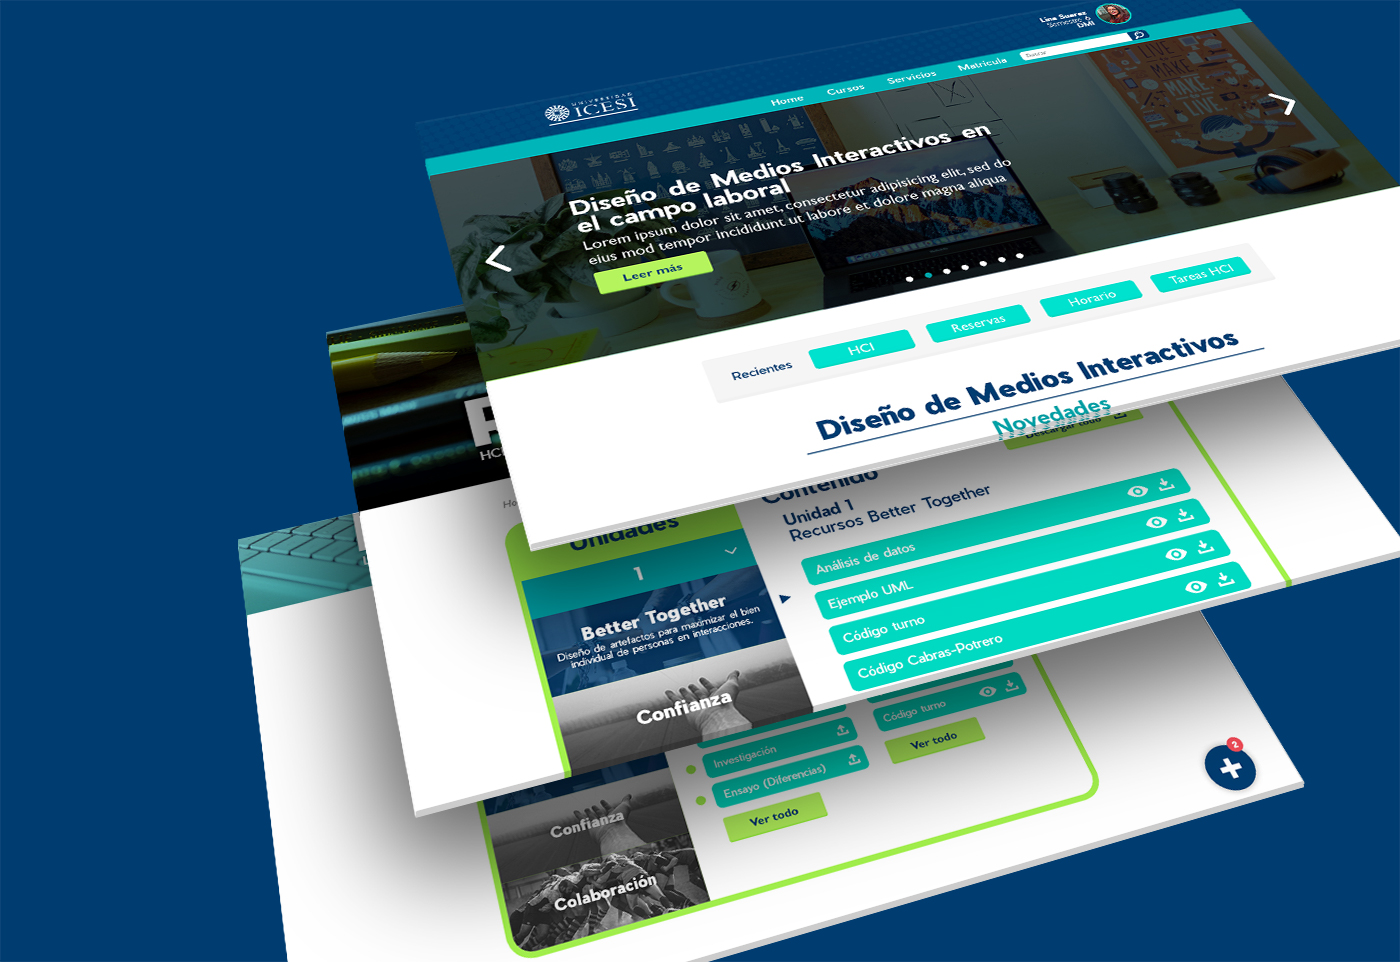 Lina Suarez
Semestre 6
DMI
UNIVERSIDAD
ICESI
Home
Cursos
Servicios
Matricula
Buscar
LIVE
MAKE
MAKE
LIVE
Diseño de Medios Interactivos en
el campo laboral
Lorem ipsum dolor sit amet, consectetur adipisicing elit, sed do
eius mod tempor incididunt ut labore et dolore magna aliqua
Leer más
Recientes
HCI
Reservas
Horario
Tareas HCI
Diseño de Medios Interactivos
Novedades
Descargar todo
Contenido
Unidad 1
Recursos Better Together
Análisis de datos
Ejemplo UML
Código turno
Código Cabras-Potrero
Unidades
1
Better Together
Diseño de artefactos para maximizar el bien
individual de personas en interacciones.
Confianza
Código turno
Ver todo
Investigación
Ensayo (Diferencias)
Ver todo
Confianza
Colaboración
2